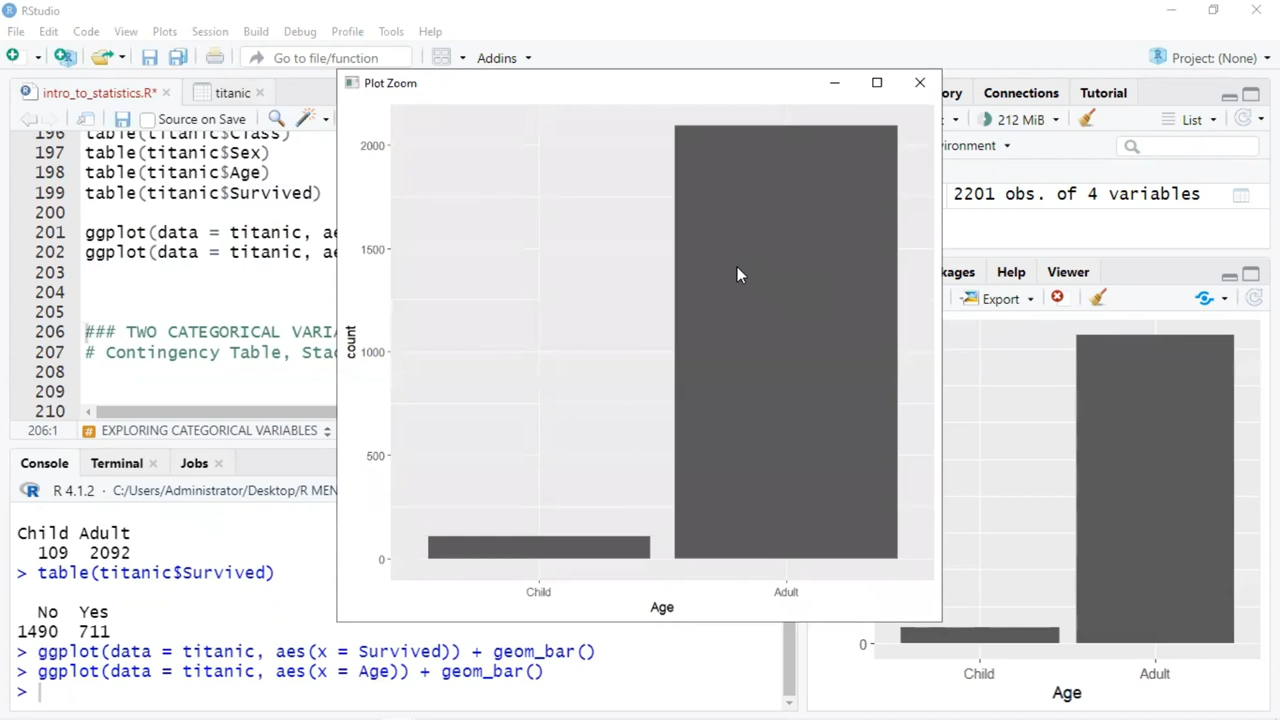 RStudio
File Edit Code View Plots Session Build Debug Profile Tools Help
Go to file/function Addins Project: (None)
intro_to_statistics.R* titanic
Source on Save
196 table(titanic$Class)
197 table(titanic$Sex)
198 table(titanic$Age)
199 table(titanic$Survived)
200
201 ggplot(data = titanic, ae
202 ggplot(data = titanic, ae
203
204
205
206 ### TWO CATEGORICAL VARIA
207 # Contingency Table, Stac
208
209
210
206:1 EXPLORING CATEGORICAL VARIABLES
Console Terminal Jobs
R 4.1.2 · C:/Users/Administrator/Desktop/R MEN
Child Adult
109 2092
> table(titanic$Survived)
No Yes
1490 711
> ggplot(data = titanic, aes(x = Survived)) + geom_bar()
> ggplot(data = titanic, aes(x = Age)) + geom_bar()
>
Plot Zoom
2000
1500
1000
500
0
count
Child Adult
Age
ory Connections Tutorial
212 MiB List
ironment
2201 obs. of 4 variables
kages Help Viewer
Export
0
Child Adult
Age